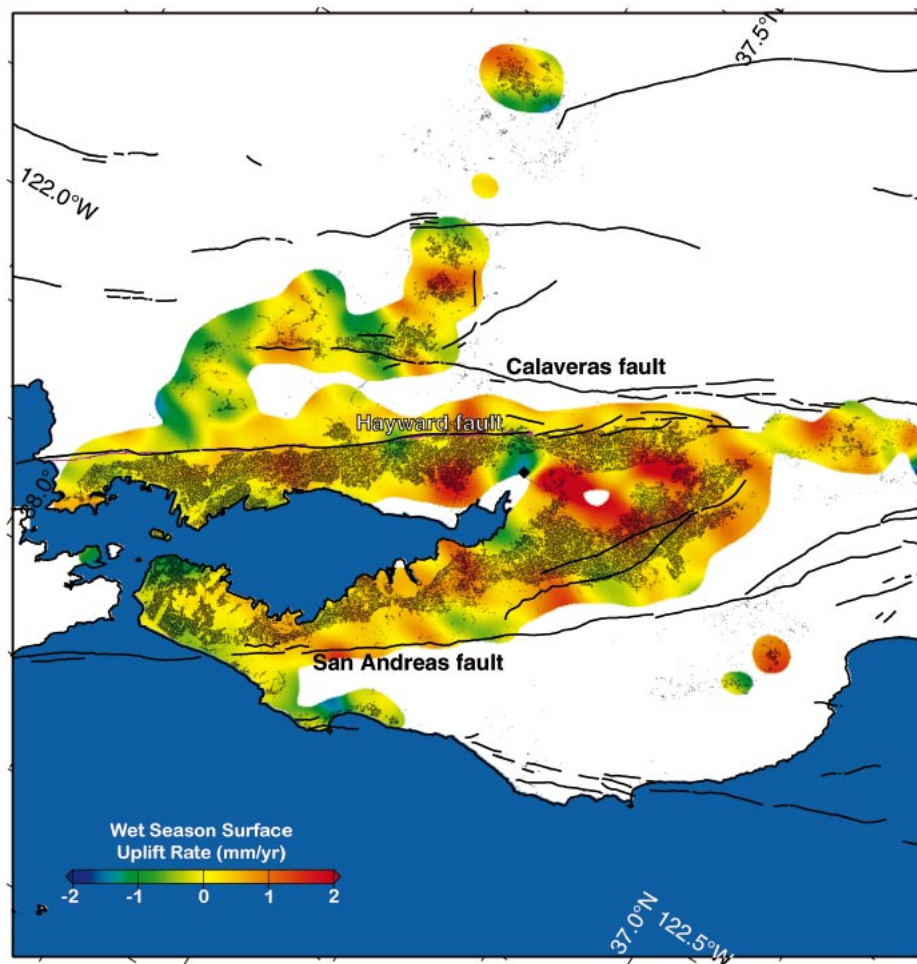 37.5°N
122.0°W
Calaveras fault
Hayward fault
38.0°
San Andreas fault
Wet Season Surface
Uplift Rate (mm/yr)
-2 -1 0 1 2
37.0°N
122.5°W